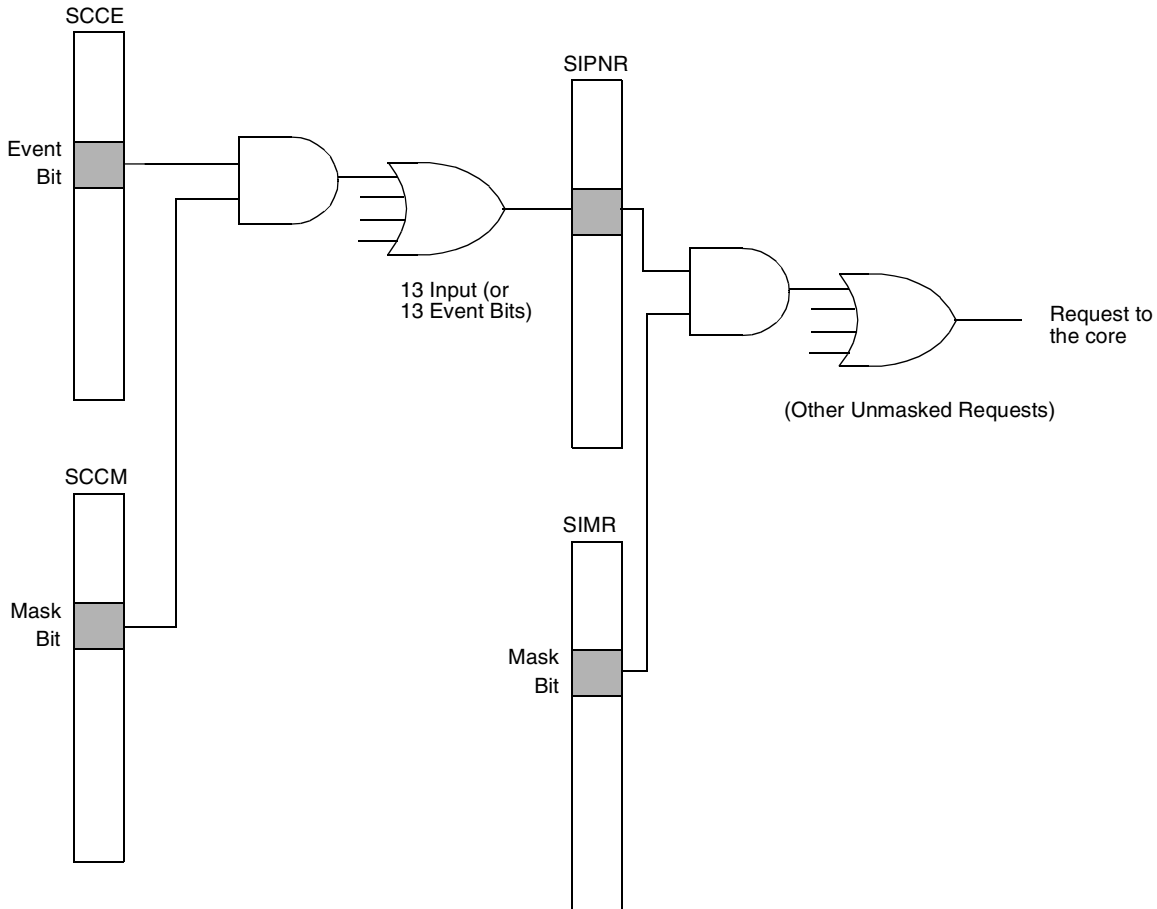 SCCE
Event
Bit
SIPNR
13 Input (or
13 Event Bits)
Request to
the core
(Other Unmasked Requests)
SCCM
Mask
Bit
SIMR
Mask
Bit